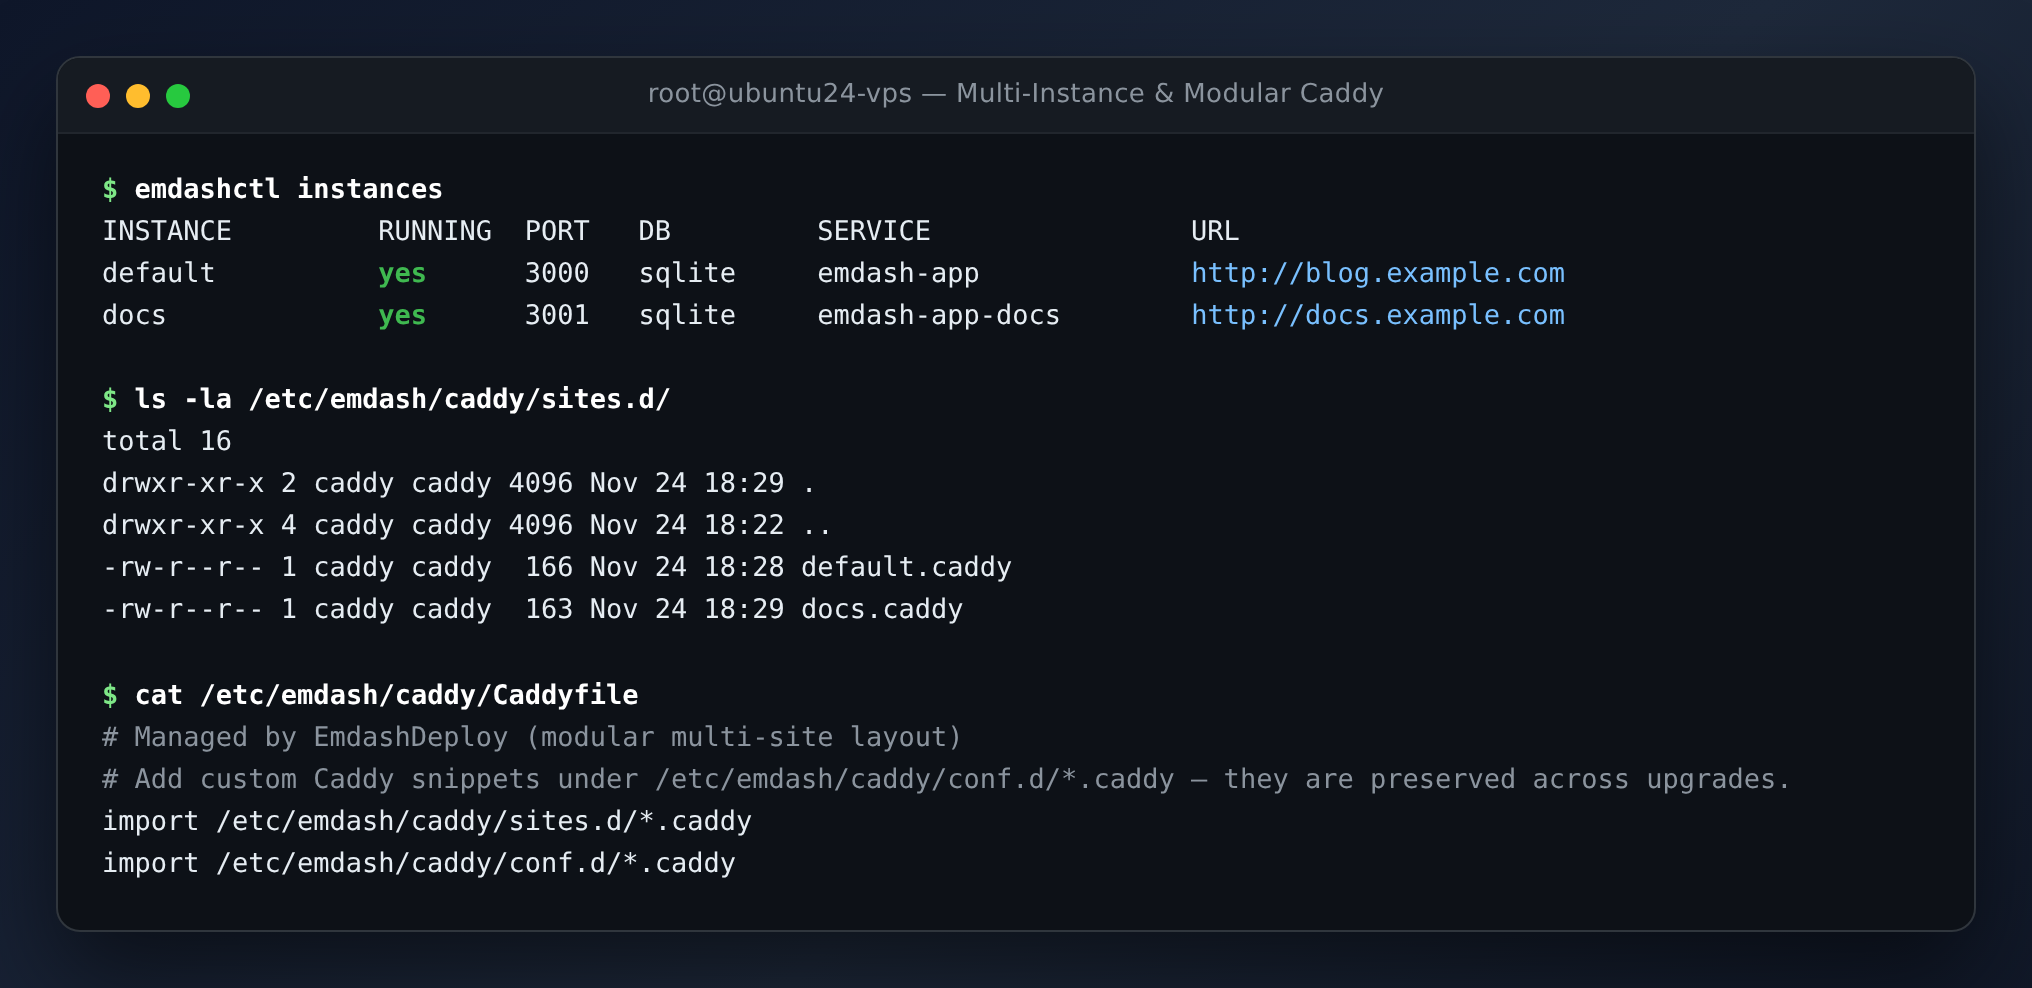 root@ubuntu24-vps — Multi-Instance & Modular Caddy
$ emdashctl instances
INSTANCE         RUNNING  PORT   DB         SERVICE                URL
default          yes      3000   sqlite     emdash-app             http://blog.example.com
docs             yes      3001   sqlite     emdash-app-docs        http://docs.example.com
$ ls -la /etc/emdash/caddy/sites.d/
total 16
drwxr-xr-x 2 caddy caddy 4096 Nov 24 18:29 .
drwxr-xr-x 4 caddy caddy 4096 Nov 24 18:22 ..
-rw-r--r-- 1 caddy caddy  166 Nov 24 18:28 default.caddy
-rw-r--r-- 1 caddy caddy  163 Nov 24 18:29 docs.caddy
$ cat /etc/emdash/caddy/Caddyfile
# Managed by EmdashDeploy (modular multi-site layout)
# Add custom Caddy snippets under /etc/emdash/caddy/conf.d/*.caddy — they are preserved across upgrades.
import /etc/emdash/caddy/sites.d/*.caddy
import /etc/emdash/caddy/conf.d/*.caddy